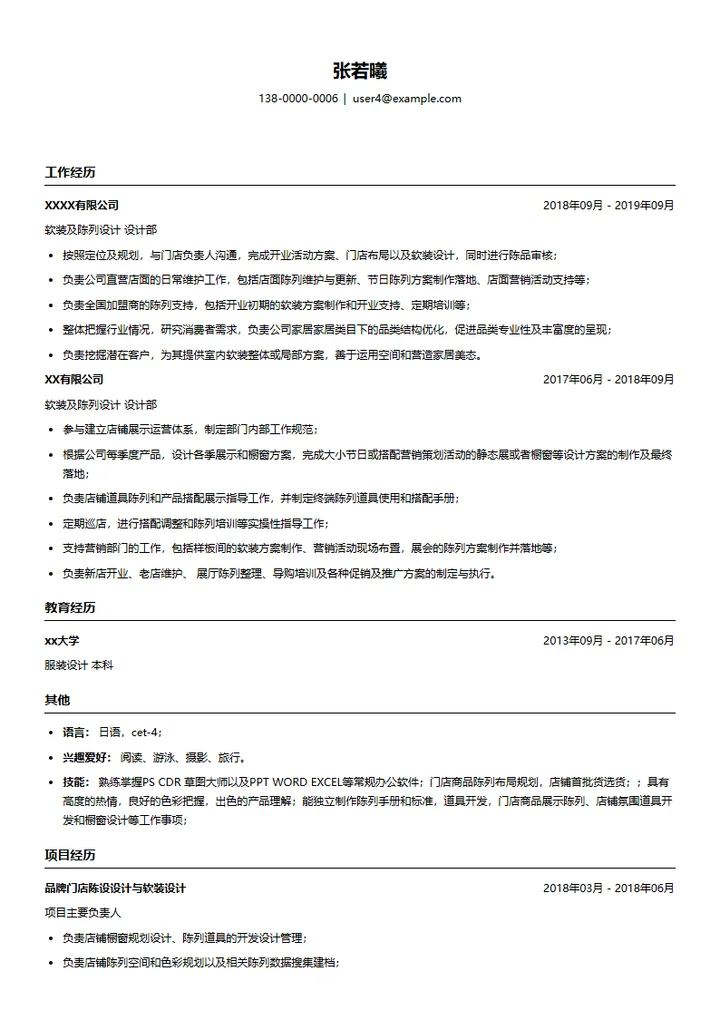 张若曦
138-0000-0006 | user4@example.com
工作经历
XXXX有限公司 2018年09月 - 2019年09月
软装及陈列设计 设计部
• 按照定位及规划，与门店负责人沟通，完成开业活动方案、门店布局以及软装设计，同时进行陈品审核；
• 负责公司直营店面的日常维护工作，包括店面陈列维护与更新、节日陈列方案制作落地、店面营销活动支持等；
• 负责全国加盟商的陈列支持，包括开业初期的软装方案制作和开业支持、定期培训等；
• 整体把握行业情况，研究消费者需求，负责公司家居家居类目下的品类结构优化，促进品类专业性及丰富度的呈现；
• 负责挖掘潜在客户，为其提供室内软装整体或局部方案，善于运用空间和营造家居美态。
XX有限公司 2017年06月 - 2018年09月
软装及陈列设计 设计部
• 参与建立店铺展示运营体系，制定部门内部工作规范；
• 根据公司每季度产品，设计各季展示和橱窗方案，完成大小节日或搭配营销策划活动的静态展或者橱窗等设计方案的制作及最终
落地；
• 负责店铺道具陈列和产品搭配展示指导工作，并制定终端陈列道具使用和搭配手册；
• 定期巡店，进行搭配调整和陈列培训等实操性指导工作；
• 支持营销部门的工作，包括样板间的软装方案制作、营销活动现场布置，展会的陈列方案制作并落地等；
• 负责新店开业、老店维护、 展厅陈列整理、导购培训及各种促销及推广方案的制定与执行。
教育经历
xx大学 2013年09月 - 2017年06月
服装设计 本科
其他
• 语言： 日语，cet-4；
• 兴趣爱好： 阅读、游泳、摄影、旅行。
• 技能： 熟练掌握PS CDR 草图大师以及PPT WORD EXCEL等常规办公软件；门店商品陈列布局规划，店铺首批货选货；；具有
高度的热情，良好的色彩把握，出色的产品理解；能独立制作陈列手册和标准，道具开发，门店商品展示陈列、店铺氛围道具开
发和橱窗设计等工作事项；
项目经历
品牌门店陈设设计与软装设计 2018年03月 - 2018年06月
项目主要负责人
• 负责店铺橱窗规划设计、陈列道具的开发设计管理；
• 负责店铺陈列空间和色彩规划以及相关陈列数据搜集建档；